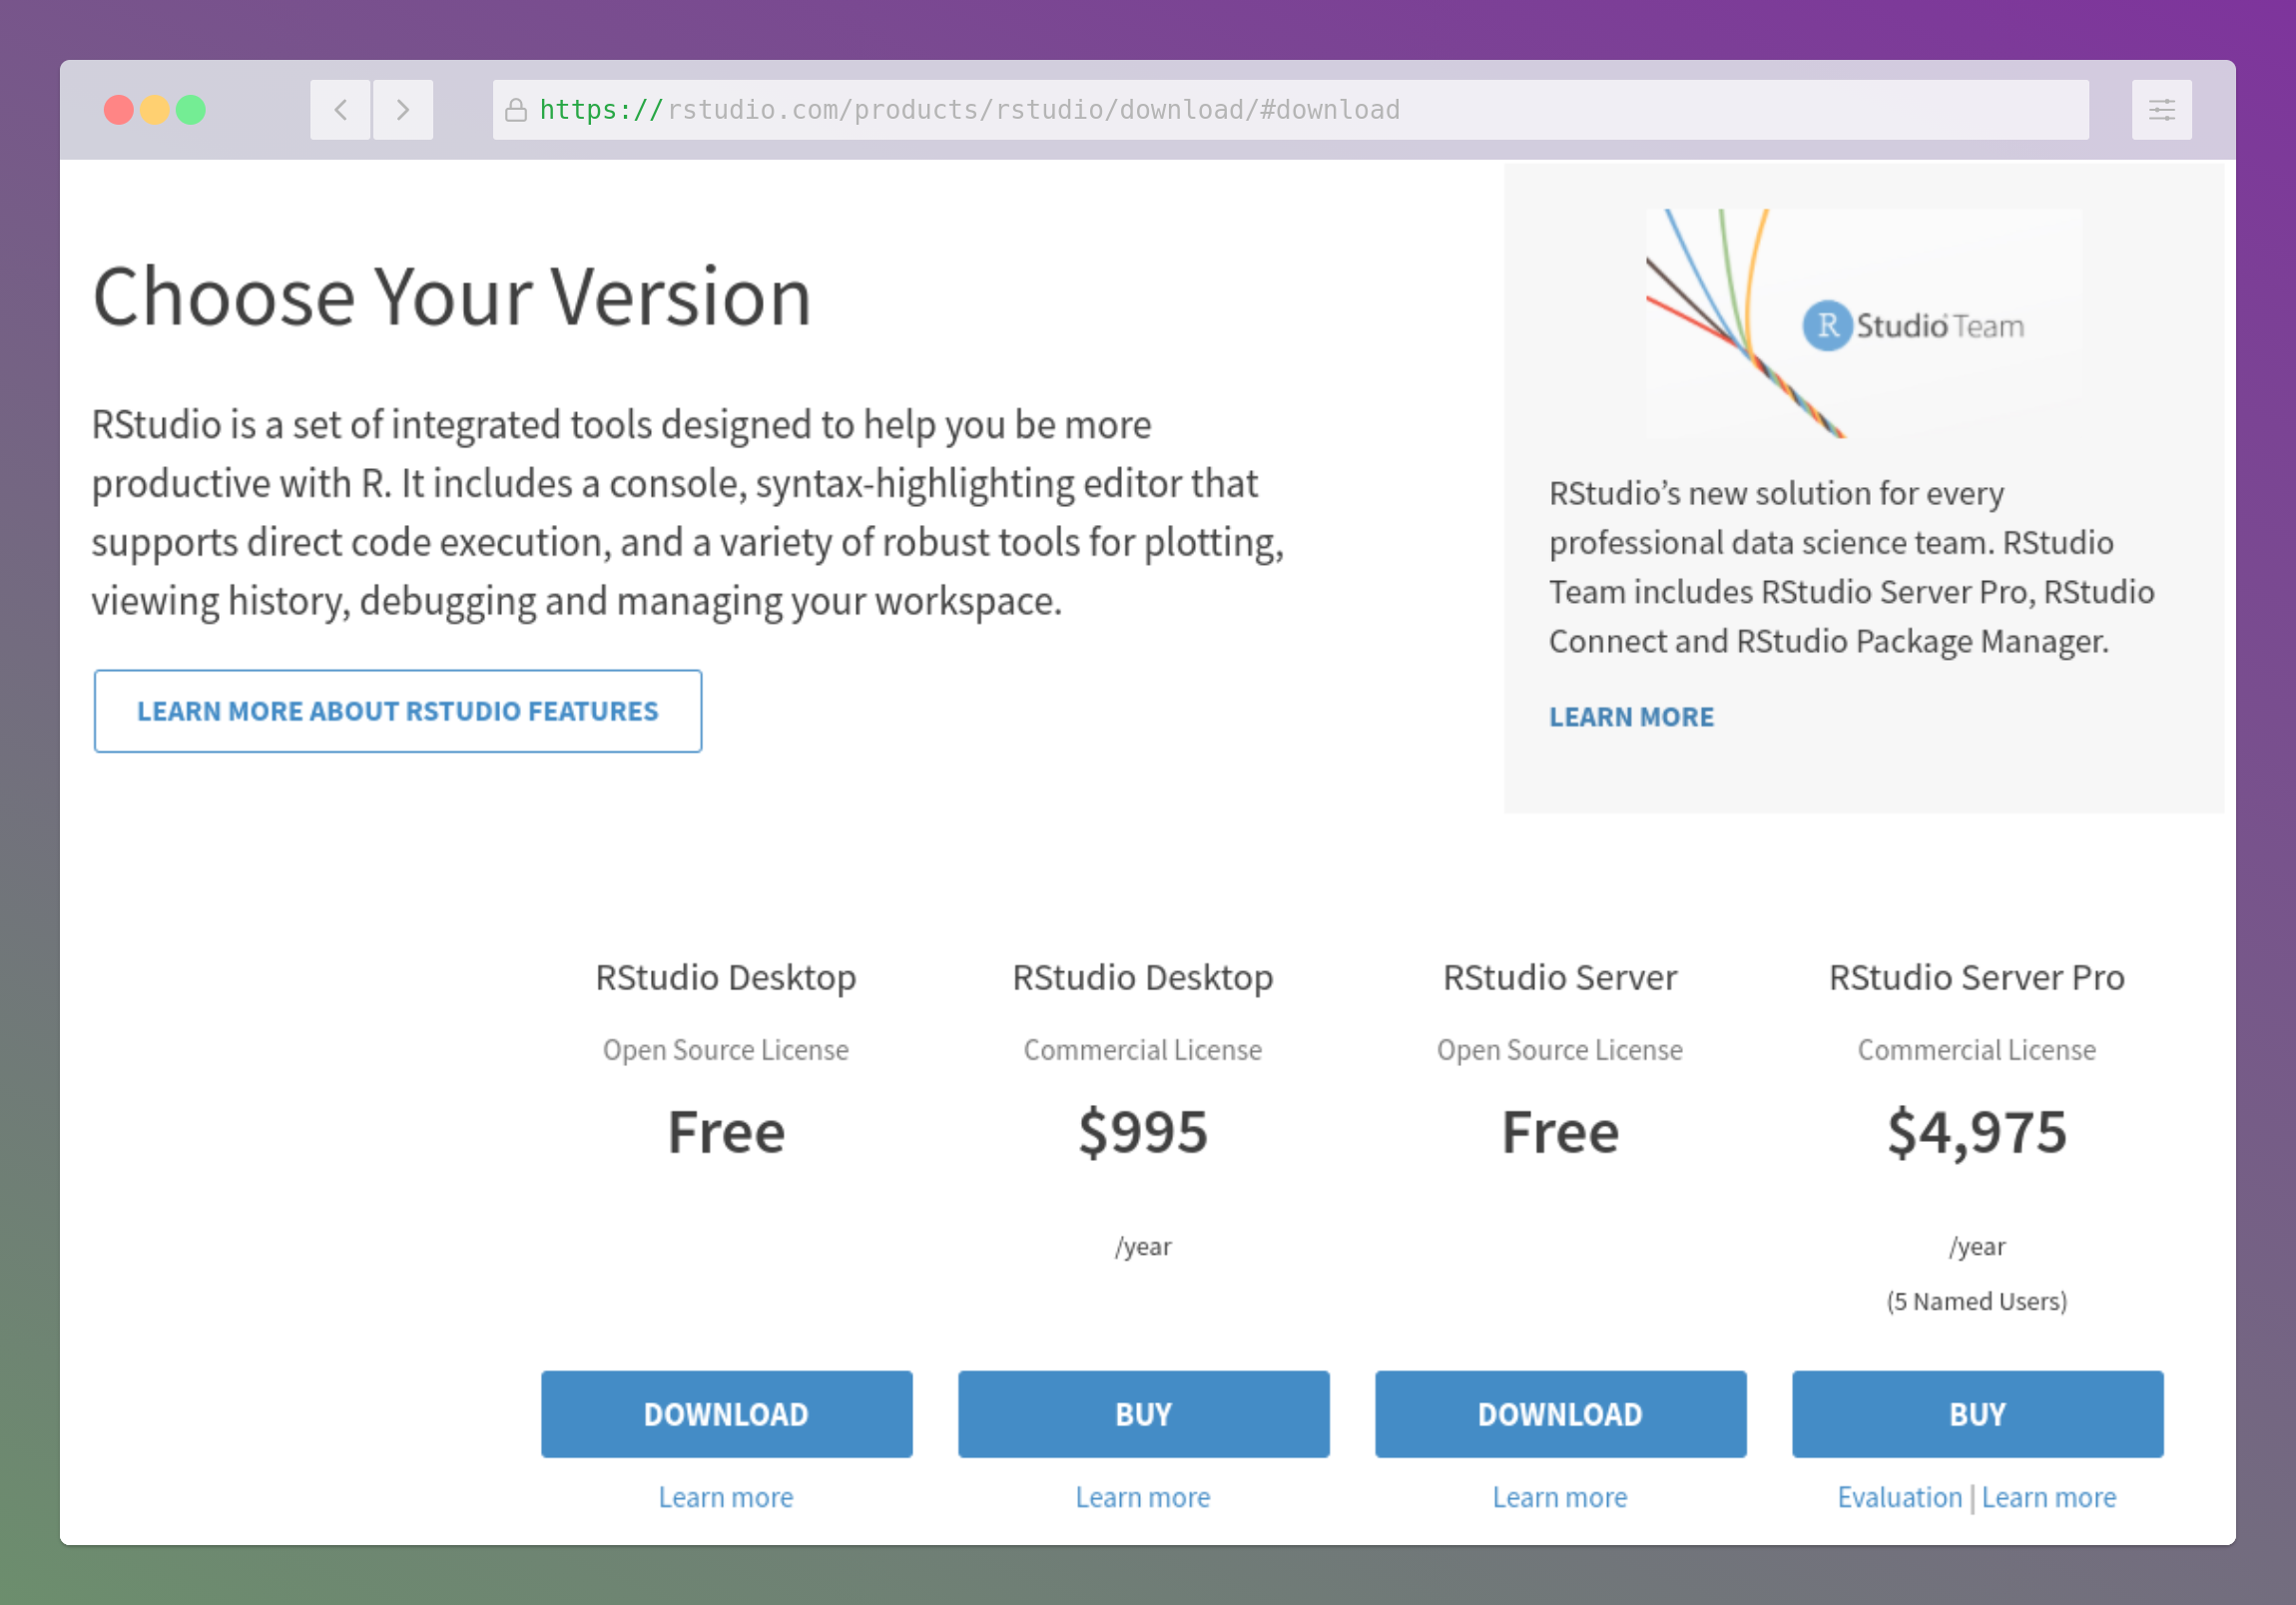 https://rstudio.com/products/rstudio/download/#download
Choose Your Version
RStudio is a set of integrated tools designed to help you be more
productive with R. It includes a console, syntax-highlighting editor that
supports direct code execution, and a variety of robust tools for plotting,
viewing history, debugging and managing your workspace.
LEARN MORE ABOUT RSTUDIO FEATURES
R Studio Team
RStudio’s new solution for every
professional data science team. RStudio
Team includes RStudio Server Pro, RStudio
Connect and RStudio Package Manager.
LEARN MORE
RStudio Desktop
Open Source License
Free
DOWNLOAD
Learn more
RStudio Desktop
Commercial License
$995
/year
BUY
Learn more
RStudio Server
Open Source License
Free
DOWNLOAD
Learn more
RStudio Server Pro
Commercial License
$4,975
/year
(5 Named Users)
BUY
Evaluation | Learn more